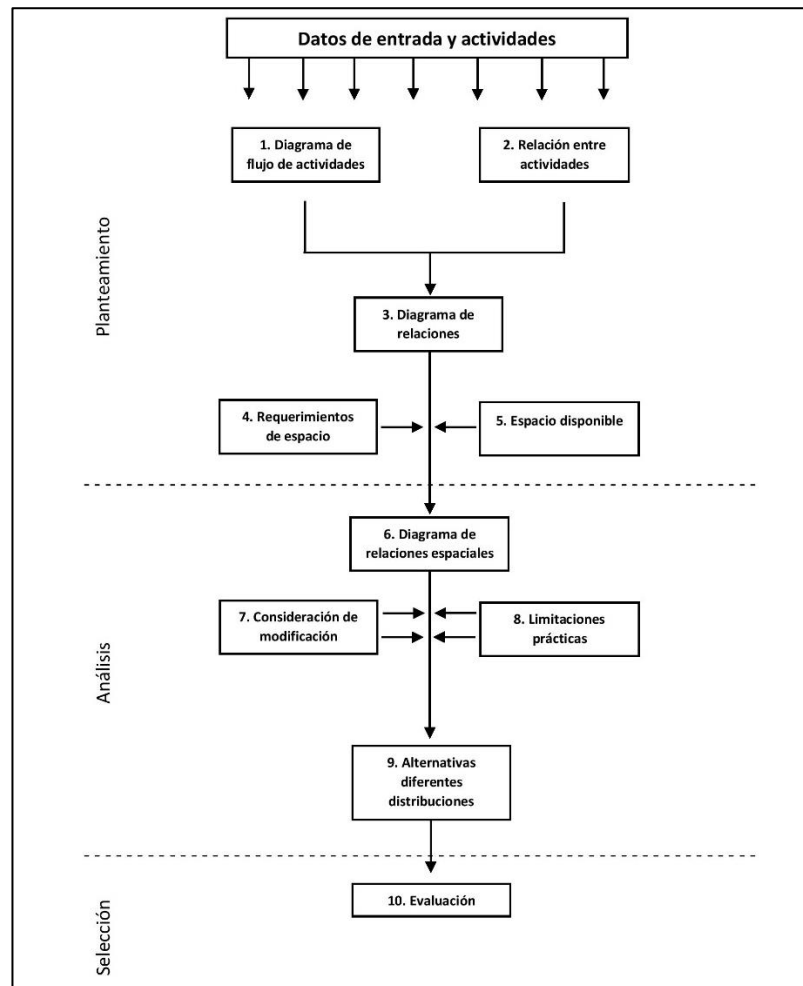 Datos de entrada y actividades
1. Diagrama de
flujo de actividades
2. Relación entre
actividades
Planteamiento
3. Diagrama de
relaciones
4. Requerimientos
de espacio
5. Espacio disponible
6. Diagrama de
relaciones espaciales
7. Consideración de
modificación
8. Limitaciones
prácticas
Análisis
9. Alternativas
diferentes
distribuciones
10. Evaluación
Selección